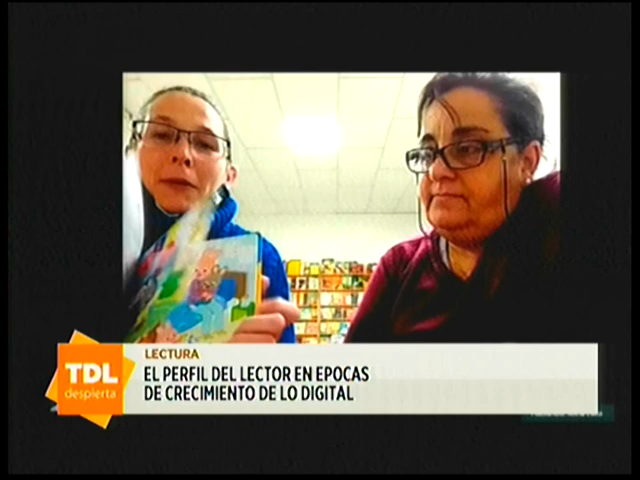 LECTURA
TDL
despierta
EL PERFIL DEL LECTOR EN EPOCAS
DE CRECIMIENTO DE LO DIGITAL